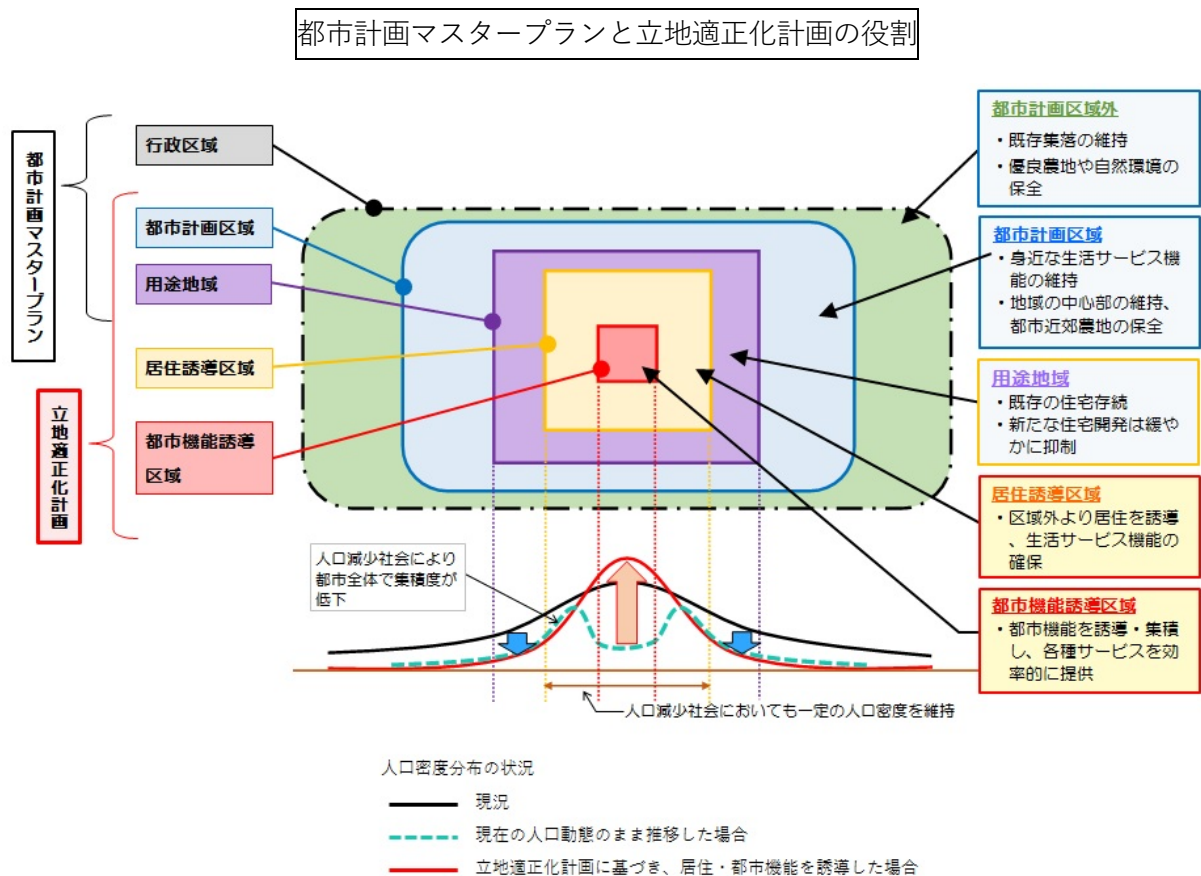 都市計画マスタープランと立地適正化計画の役割
都市計画マスタープラン
立地適正化計画
行政区域
都市計画区域
用途地域
居住誘導区域
都市機能誘導
区域
都市計画区域外
・既存集落の維持
・優良農地や自然環境の
保全
都市計画区域
・身近な生活サービス機
能の維持
・地域の中心部の維持、
都市近郊農地の保全
用途地域
・既存の住宅存続
・新たな住宅開発は緩や
かに抑制
居住誘導区域
・区域外より居住を誘導
、生活サービス機能の
確保
都市機能誘導区域
・都市機能を誘導・集積
し、各種サービスを効
率的に提供
人口減少社会により
都市全体で集積度が
低下
人口減少社会においても一定の人口密度を維持
人口密度分布の状況
現況
現在の人口動態のまま推移した場合
立地適正化計画に基づき、居住・都市機能を誘導した場合